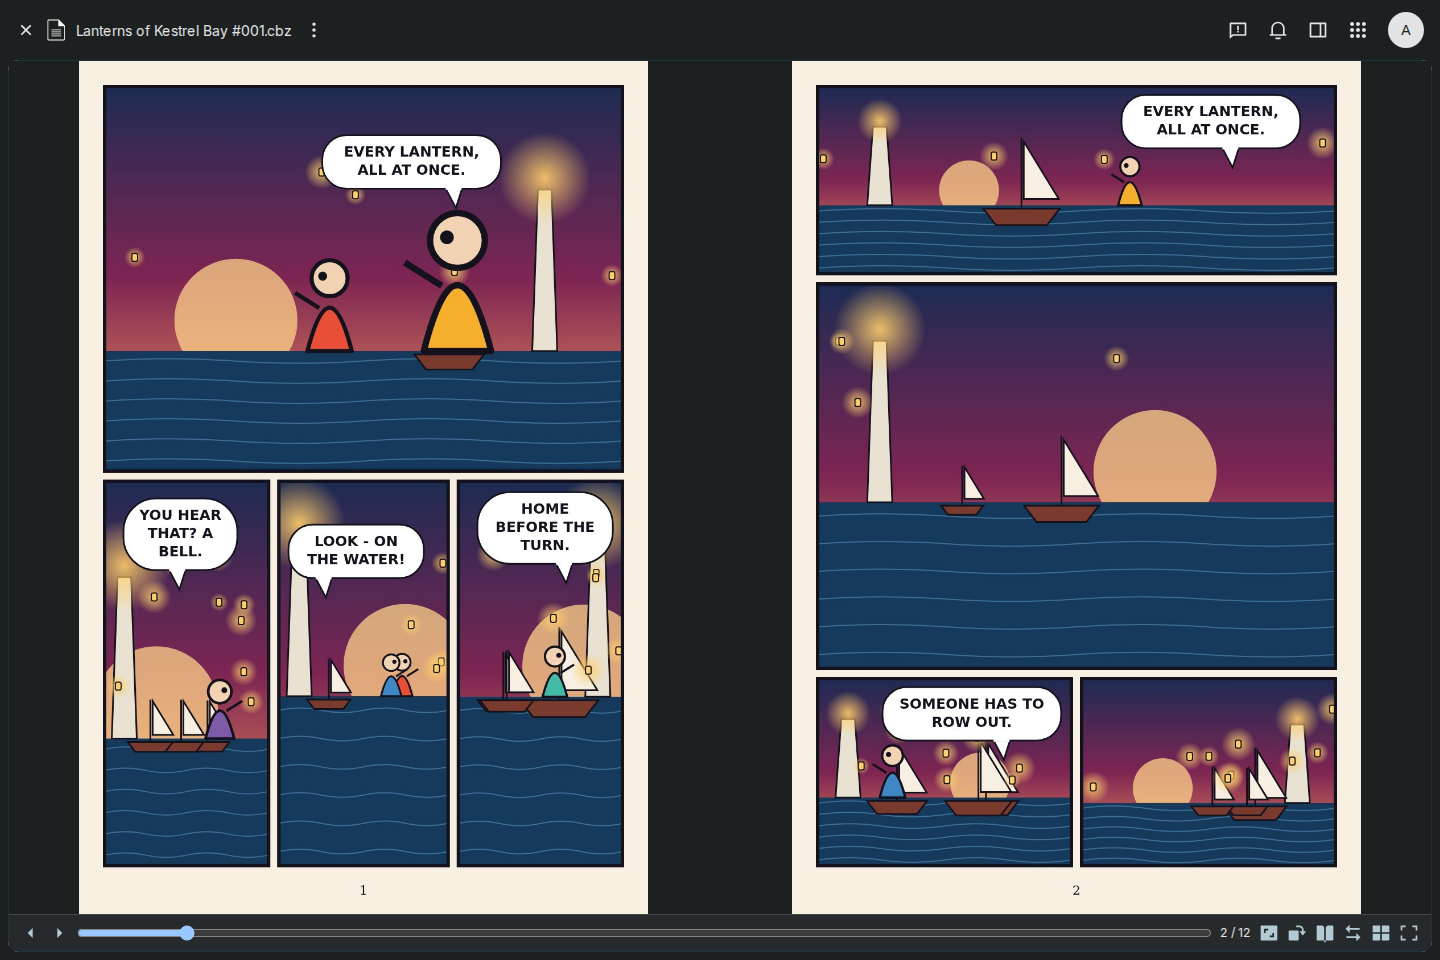 Lanterns of Kestrel Bay #001.cbz
A
EVERY LANTERN,
ALL AT ONCE.
YOU HEAR
THAT? A
BELL.
LOOK - ON
THE WATER!
HOME
BEFORE THE
TURN.
1
EVERY LANTERN,
ALL AT ONCE.
SOMEONE HAS TO
ROW OUT.
2
2 / 12